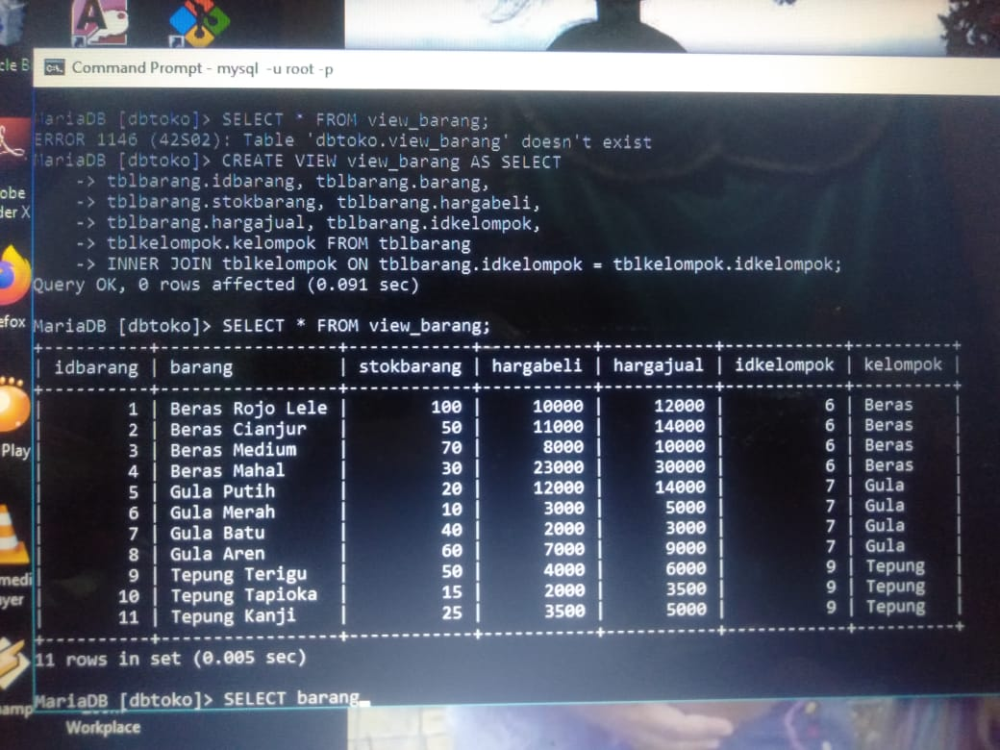 Command Prompt - mysql -u root -p
MariaDB [dbtoko]> SELECT * FROM view_barang;
ERROR 1146 (42S02): Table 'dbtoko.view_barang' doesn't exist
MariaDB [dbtoko]> CREATE VIEW view_barang AS SELECT
-> tblbarang.idbarang, tblbarang.barang,
-> tblbarang.stokbarang, tblbarang.hargabeli,
-> tblbarang.hargajual, tblbarang.idkelompok,
-> tblkelompok.kelompok FROM tblbarang
-> INNER JOIN tblkelompok ON tblbarang.idkelompok = tblkelompok.idkelompok;
Query OK, 0 rows affected (0.091 sec)
MariaDB [dbtoko]> SELECT * FROM view_barang;
| idbarang | barang | stokbarang | hargabeli | hargajual | idkelompok | kelompok |
| 1 | Beras Rojo Lele | 100 | 10000 | 12000 | 6 | Beras |
| 2 | Beras Cianjur | 50 | 11000 | 14000 | 6 | Beras |
| 3 | Beras Medium | 70 | 8000 | 10000 | 6 | Beras |
| 4 | Beras Mahal | 30 | 23000 | 30000 | 6 | Beras |
| 5 | Gula Putih | 20 | 12000 | 14000 | 7 | Gula |
| 6 | Gula Merah | 10 | 3000 | 5000 | 7 | Gula |
| 7 | Gula Batu | 40 | 2000 | 3000 | 7 | Gula |
| 8 | Gula Aren | 60 | 7000 | 9000 | 7 | Gula |
| 9 | Tepung Terigu | 50 | 4000 | 6000 | 9 | Tepung |
| 10 | Tepung Tapioka | 15 | 2000 | 3500 | 9 | Tepung |
| 11 | Tepung Kanji | 25 | 3500 | 5000 | 9 | Tepung |
11 rows in set (0.005 sec)
MariaDB [dbtoko]> SELECT barang_
cle B
obe
der X
efox
Play
medi
yer
amp
Workplace